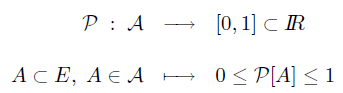 𝒫 : 𝒜 ⟶ [0, 1] ⊂ ℝ
A ⊂ E, A ∈ 𝒜 ⟼ 0 ≤ 𝒫[A] ≤ 1